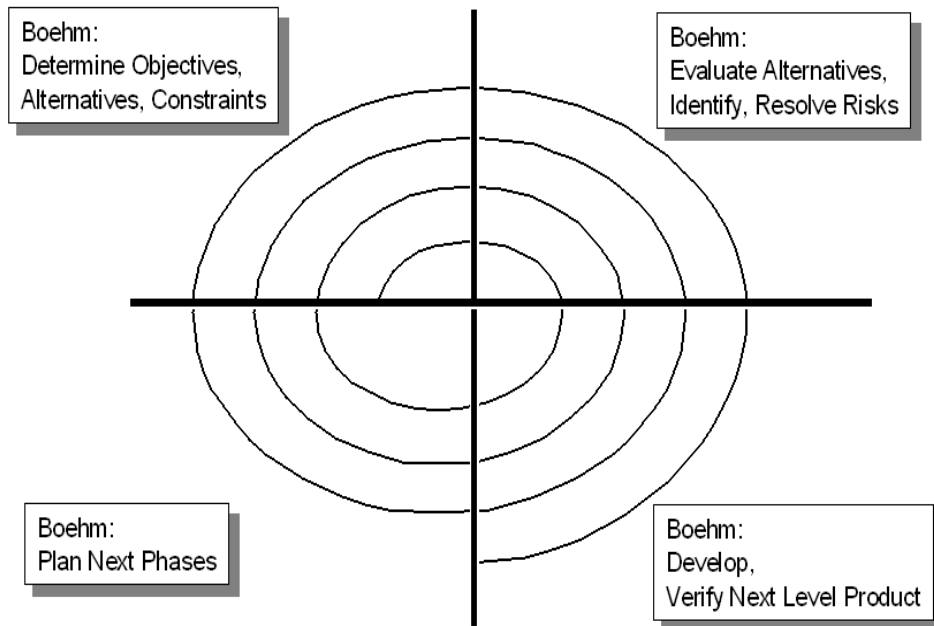 Boehm:
Determine Objectives,
Alternatives, Constraints
Boehm:
Evaluate Alternatives,
Identify, Resolve Risks
Boehm:
Plan Next Phases
Boehm:
Develop,
Verify Next Level Product